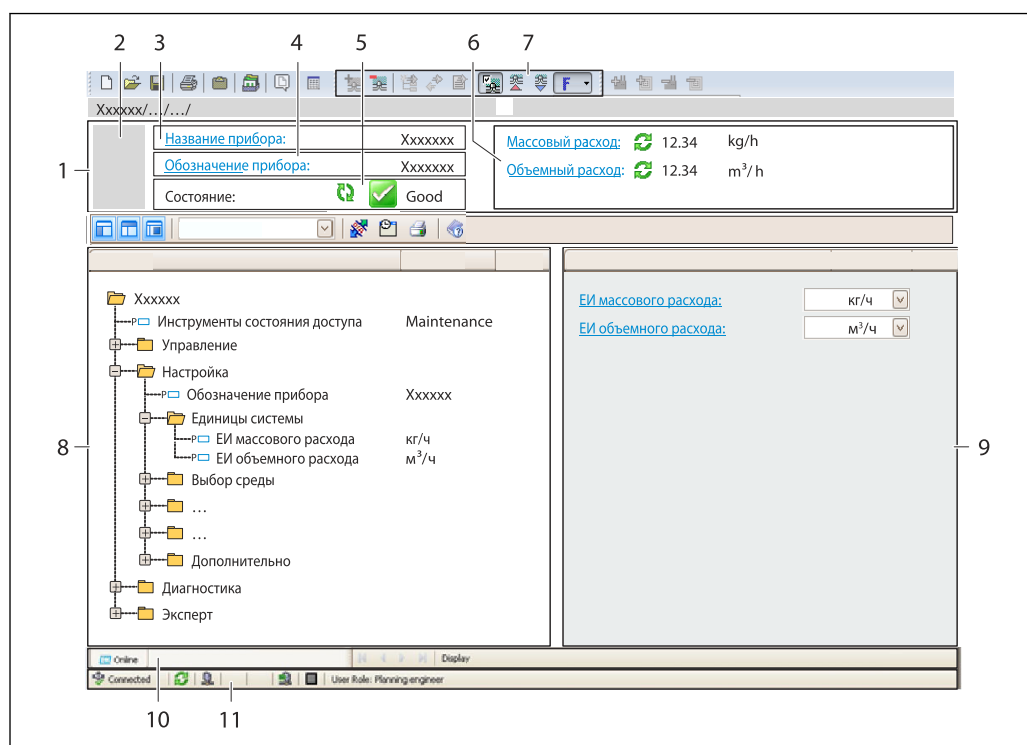 2 3 4 5 6 7
F
Xxxxxx/.../.../
1
Название прибора: Xxxxxxx
Обозначение прибора: Xxxxxxx
Состояние: Good
Массовый расход: 12.34 kg/h
Объемный расход: 12.34 m³/h
Xxxxxx
P Инструменты состояния доступа Maintenance
Управление
Настройка
P Обозначение прибора Xxxxxx
Единицы системы
P ЕИ массового расхода кг/ч
P ЕИ объемного расхода м³/ч
Выбор среды
...
...
Дополнительно
Диагностика
Эксперт
ЕИ массового расхода: кг/ч
ЕИ объемного расхода: м³/ч
8
9
Online Display
Connected User Role: Planning engineer
10 11